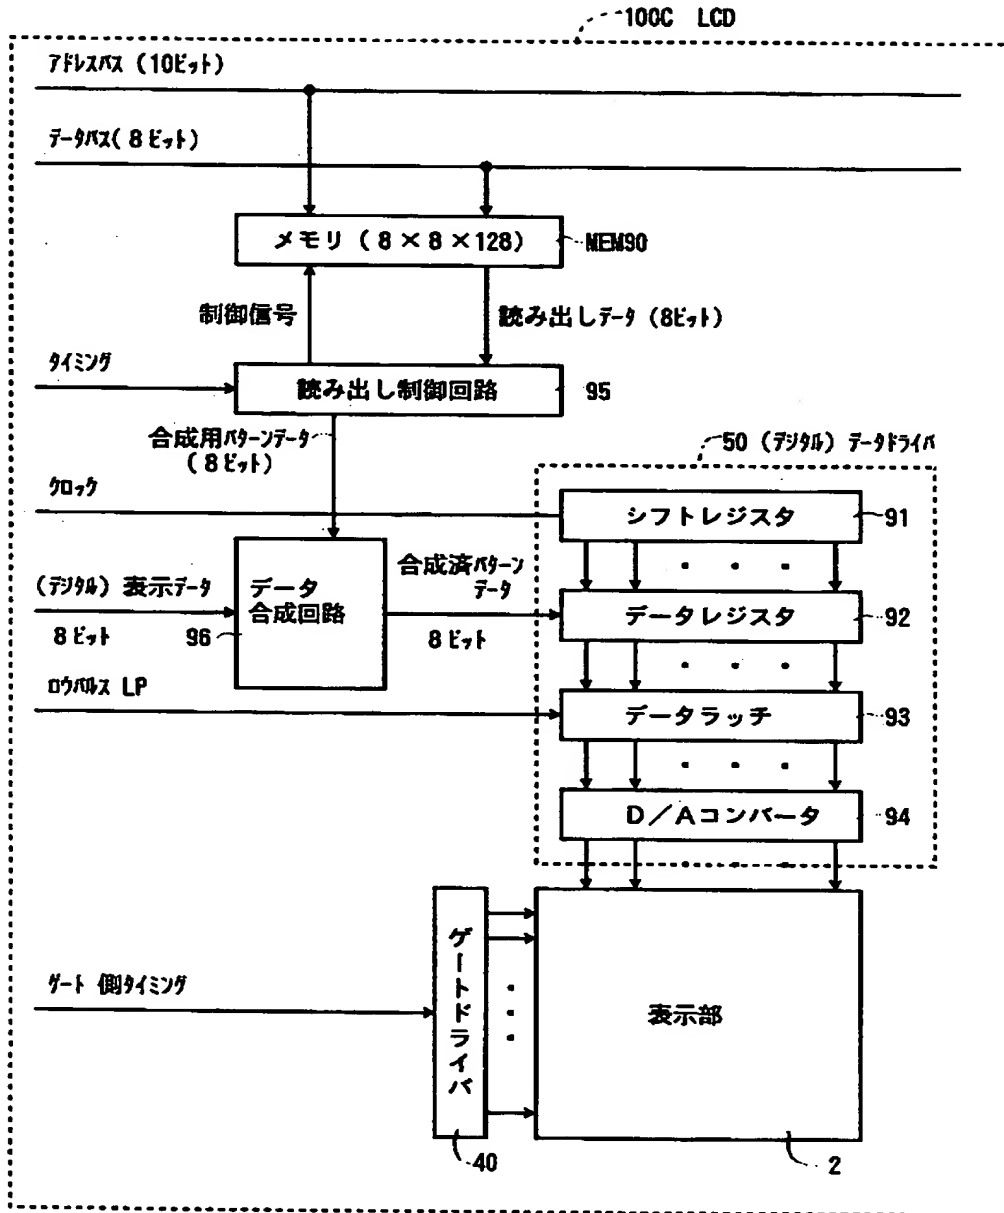 100C LCD
アドレスバス (10ビット)
データバス( 8 ビット)
メモリ ( 8 × 8 × 128 )
MEM90
制御信号
読み出しデータ (8ビット)
タイミング
読み出し制御回路
95
合成用パターンデータ
( 8 ビット)
50 (デジタル) データドライバ
クロック
シフトレジスタ
91
(デジタル) 表示データ
8 ビット
96
データ
合成回路
合成済パターン
データ
8 ビット
データレジスタ
92
ロウパルス LP
データラッチ
93
D/Aコンバータ
94
ゲート 側タイミング
ゲートドライバ
40
表示部
2